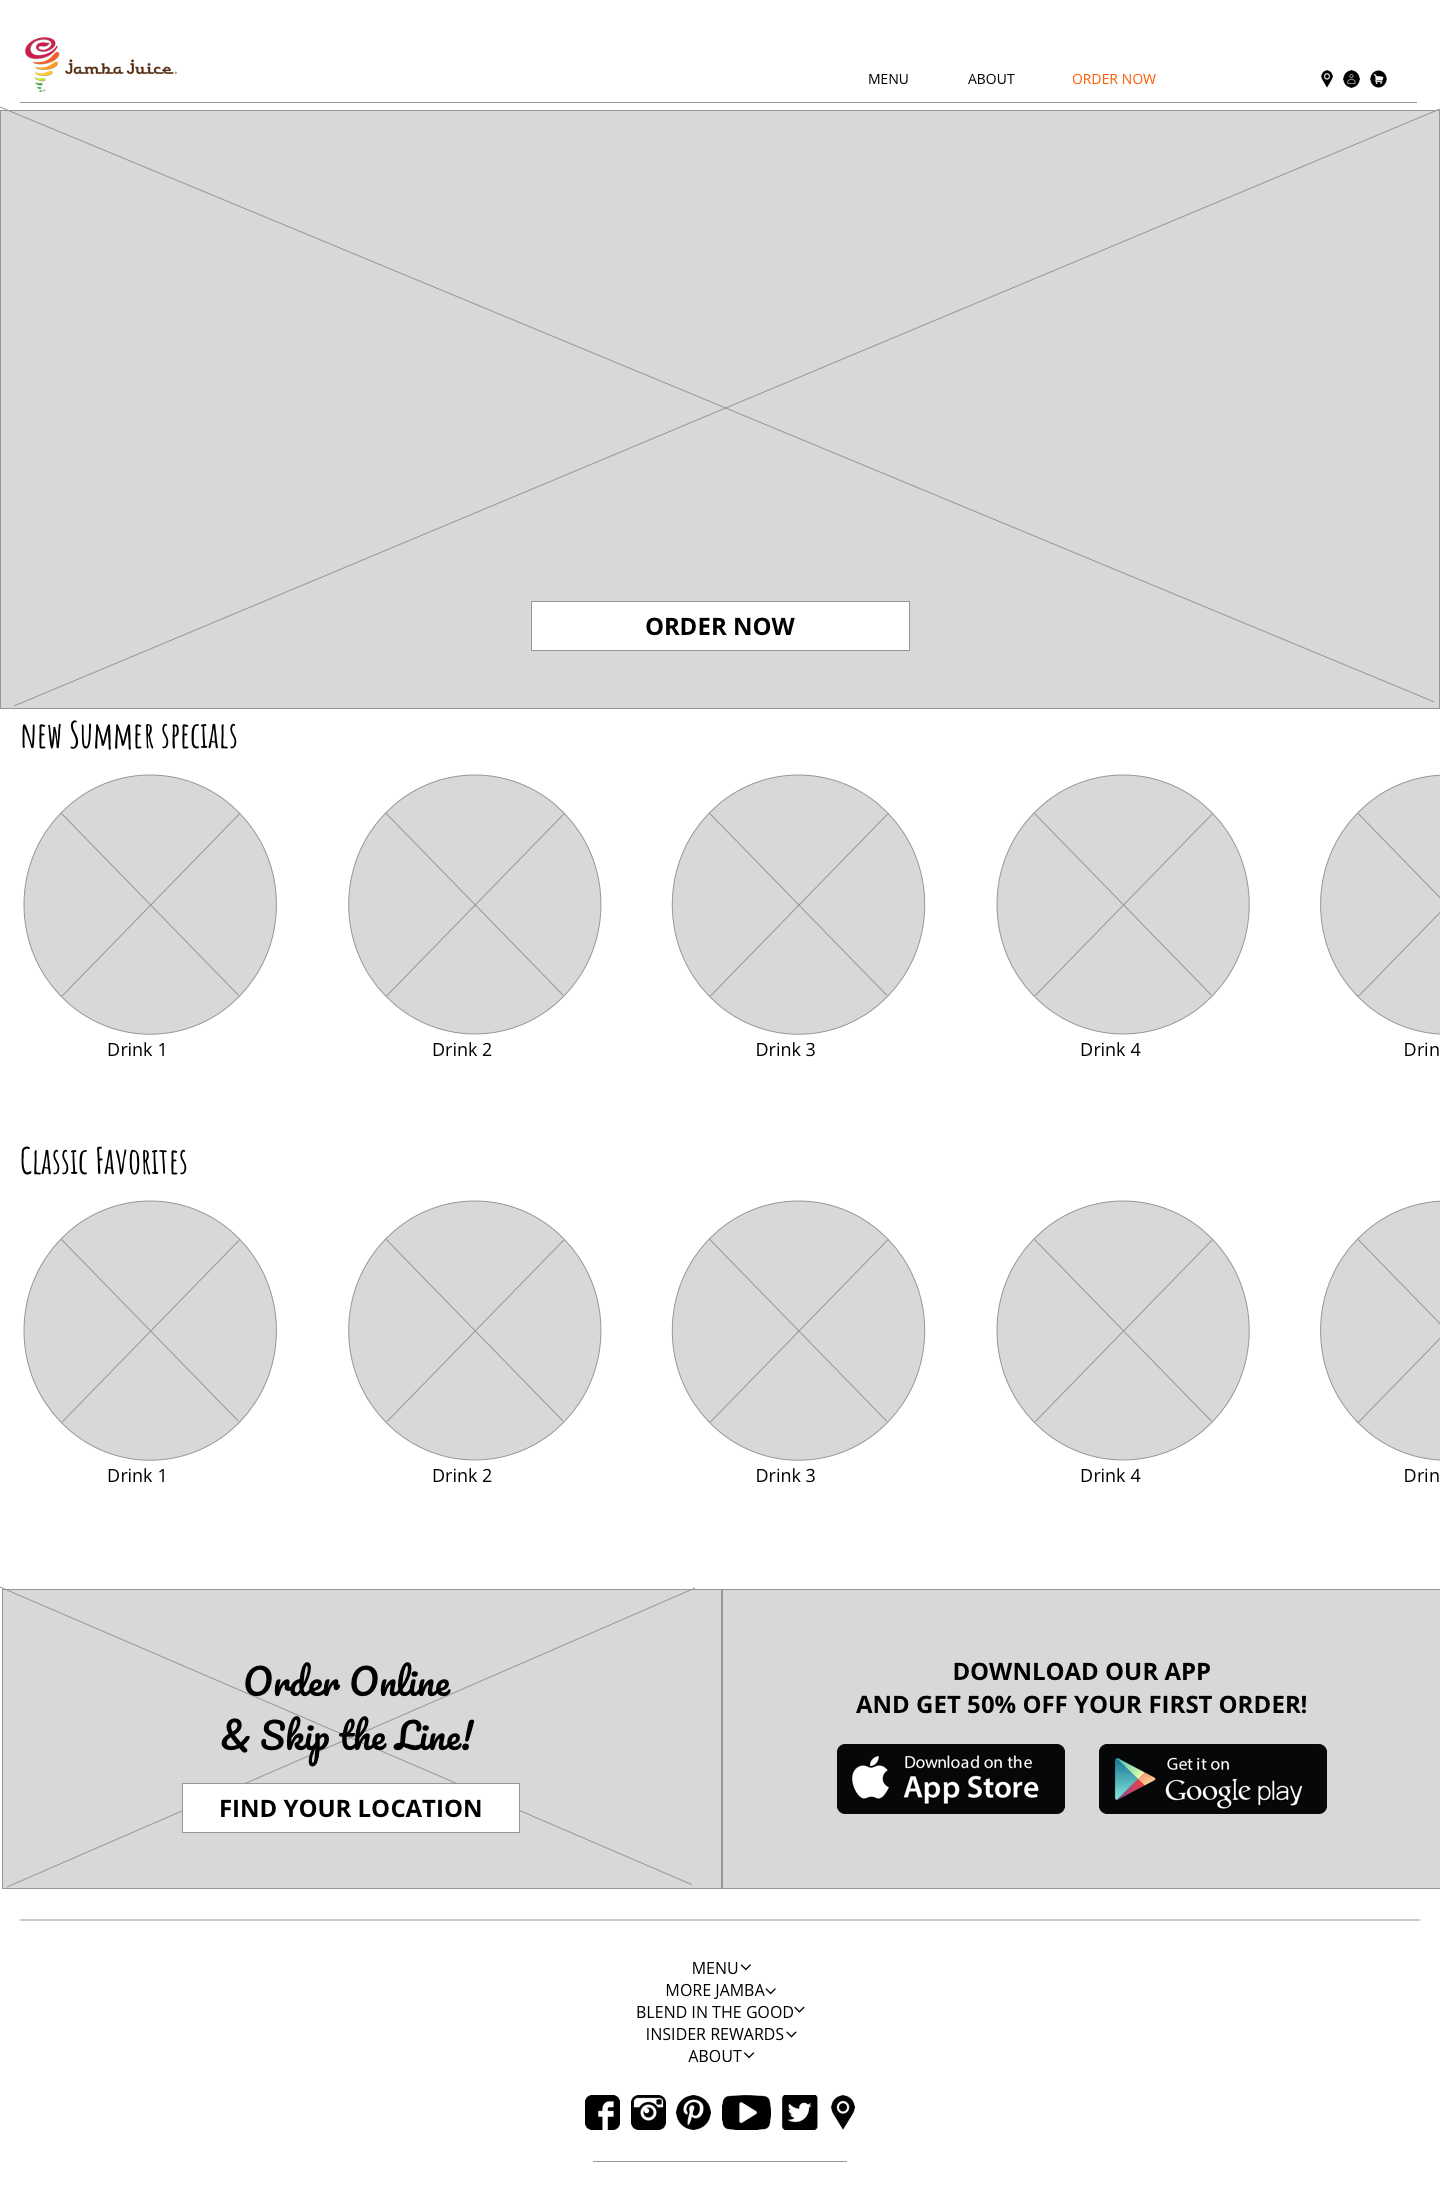 Jamba Juice
MENU ABOUT ORDER NOW
ORDER NOW
new Summer specials
Drink 1 Drink 2 Drink 3 Drink 4 Drin
Classic Favorites
Drink 1 Drink 2 Drink 3 Drink 4 Drin
Order Online
& Skip the Line!
FIND YOUR LOCATION
DOWNLOAD OUR APP
AND GET 50% OFF YOUR FIRST ORDER!
Download on the
App Store
Get it on
Google play
MENU
MORE JAMBA
BLEND IN THE GOOD
INSIDER REWARDS
ABOUT